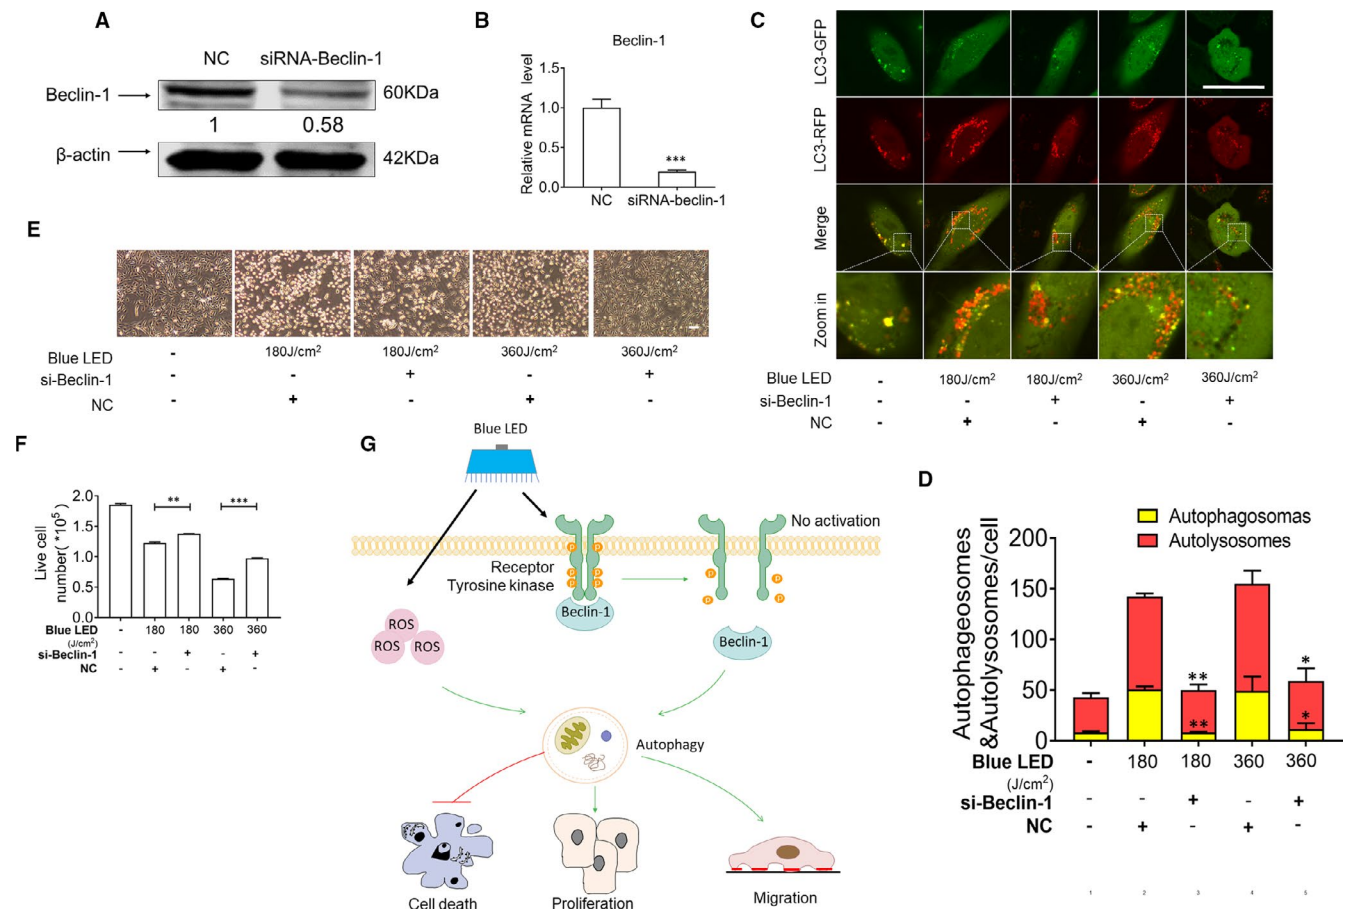 A
NC siRNA-Beclin-1
Beclin-1 60KDa
1 0.58
β-actin 42KDa
B
Beclin-1
Relative mRNA level
1.5
1.0
0.5
0.0
***
NC siRNA-beclin-1
C
LC3-GFP
LC3-RFP
Merge
Zoom in
Blue LED - 180J/cm² 180J/cm² 360J/cm² 360J/cm²
si-Beclin-1 - - + - +
NC - + - + -
E
Blue LED - 180J/cm² 180J/cm² 360J/cm² 360J/cm²
si-Beclin-1 - - + - +
NC - + - + -
F
Live cell
number( *10⁵)
2.0
1.5
1.0
0.5
0.0
** ***
Blue LED - 180 180 360 360
(J/cm²)
si-Beclin-1 - - + - +
NC - + - + -
G
Blue LED
No activation
Receptor
Tyrosine kinase
P P
P P
P P
P P
P P
Beclin-1
Beclin-1
ROS
ROS ROS
Autophagy
Cell death Proliferation Migration
D
Autophagosomas
Autolysosomes
Autophageosomes
&Autolysosomes/cell
200
150
100
50
0
** *
** *
Blue LED - 180 180 360 360
(J/cm²)
si-Beclin-1 - - + - +
NC - + - + -
1 2 3 4 5